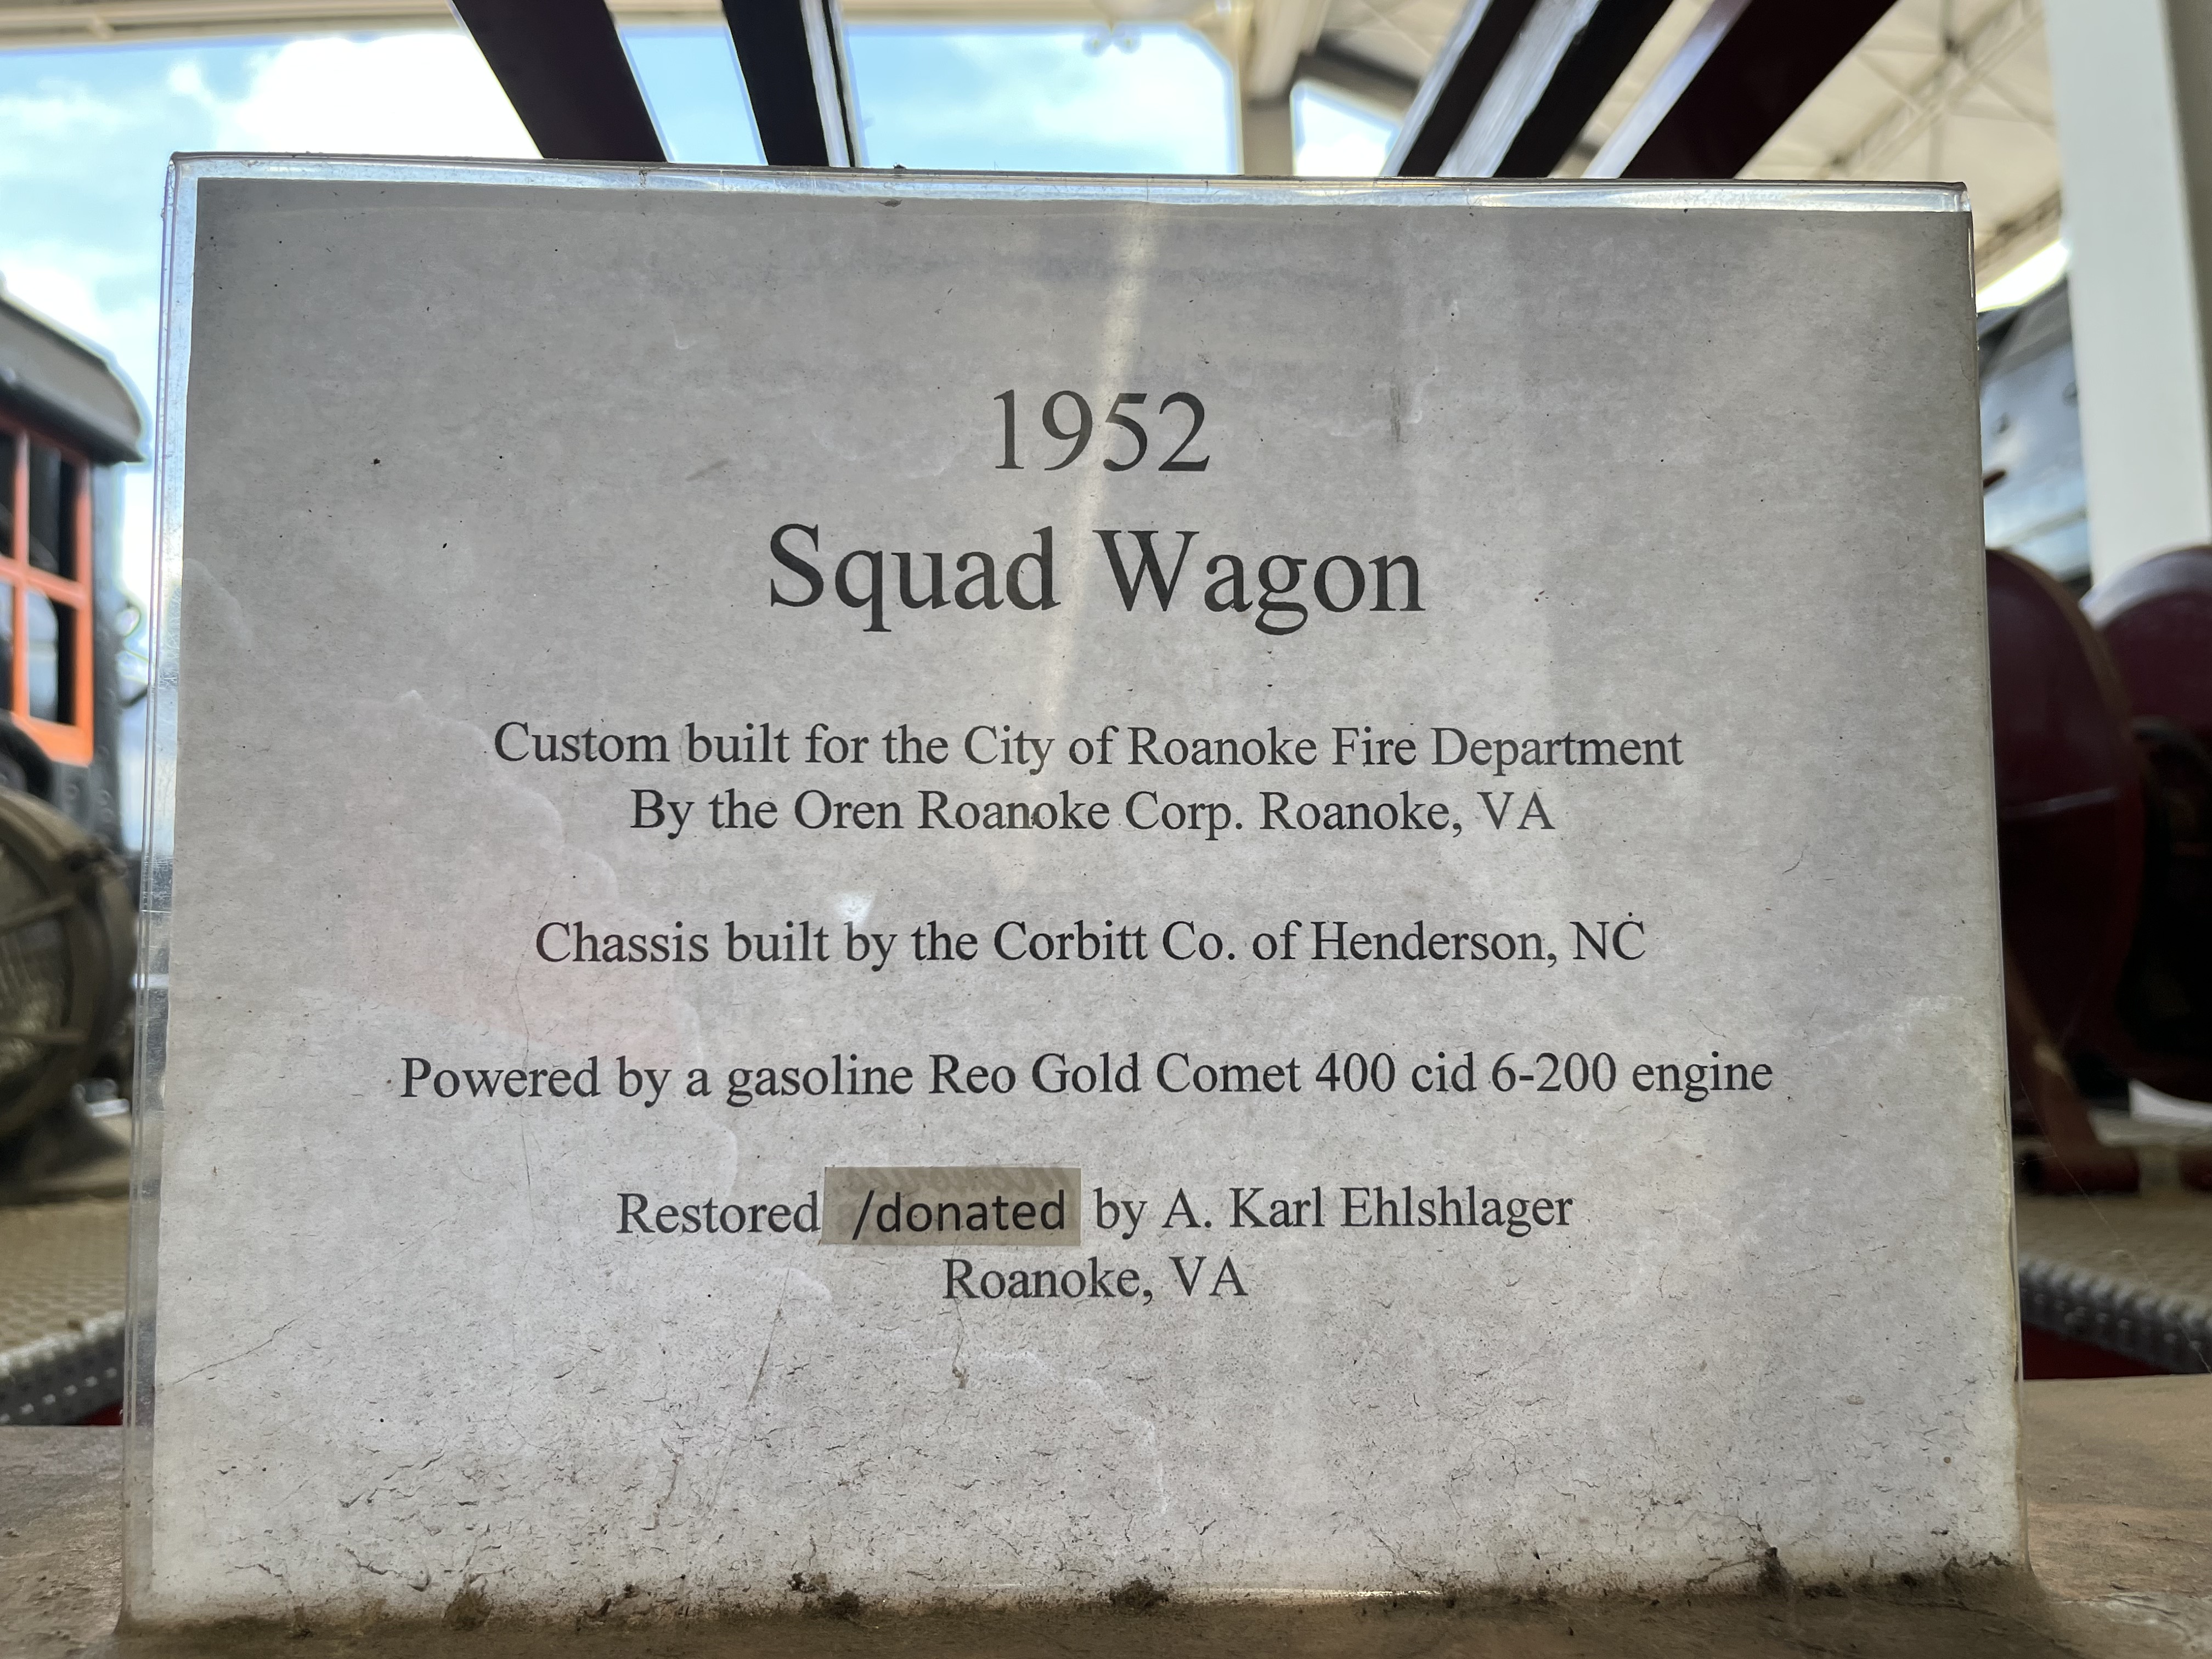 1952
Squad Wagon
Custom built for the City of Roanoke Fire Department
By the Oren Roanoke Corp. Roanoke, VA
Chassis built by the Corbitt Co. of Henderson, NC
Powered by a gasoline Reo Gold Comet 400 cid 6-200 engine
Restored /donated by A. Karl Ehlshlager
Roanoke, VA